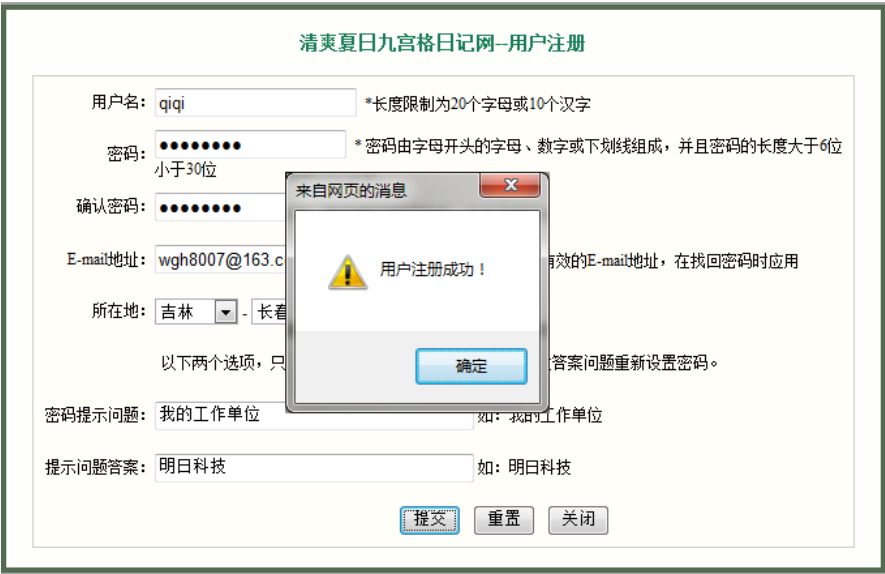 清爽夏日九宫格日记网--用户注册
用户名： qiqi *长度限制为20个字母或10个汉字
密码： ●●●●●●●● * 密码由字母开头的字母、数字或下划线组成，并且密码的长度大于6位
小于30位
来自网页的消息
确认密码： ●●●●●●●●
用户注册成功！
E-mail地址： wgh8007@163.c 有效的E-mail地址，在找回密码时应用
所在地： 吉林 - 长春
以下两个选项，只 答案问题重新设置密码。
确定
密码提示问题： 我的工作单位 如：我的工作单位
提示问题答案： 明日科技 如：明日科技
提交 重置 关闭